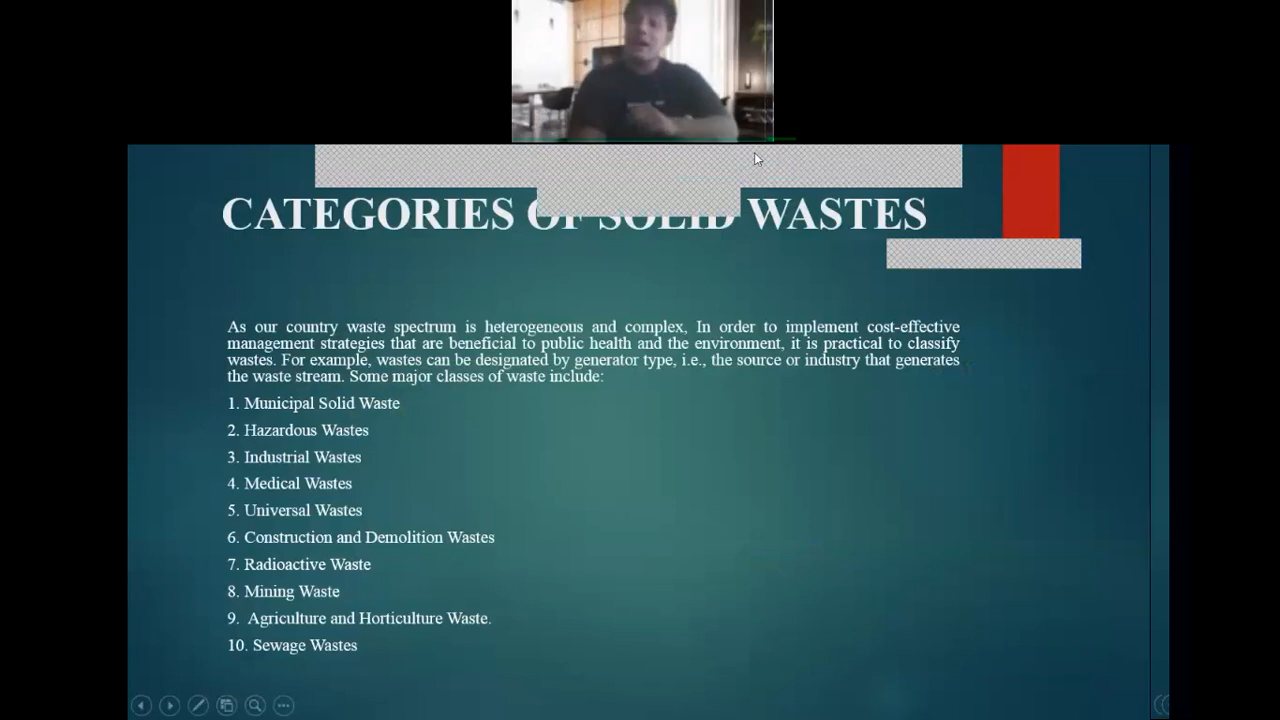 CATEGORIES OF SOLID WASTES
As our country waste spectrum is heterogeneous and complex, In order to implement cost-effective
management strategies that are beneficial to public health and the environment, it is practical to classify
wastes. For example, wastes can be designated by generator type, i.e., the source or industry that generates
the waste stream. Some major classes of waste include:
1. Municipal Solid Waste
2. Hazardous Wastes
3. Industrial Wastes
4. Medical Wastes
5. Universal Wastes
6. Construction and Demolition Wastes
7. Radioactive Waste
8. Mining Waste
9. Agriculture and Horticulture Waste.
10. Sewage Wastes